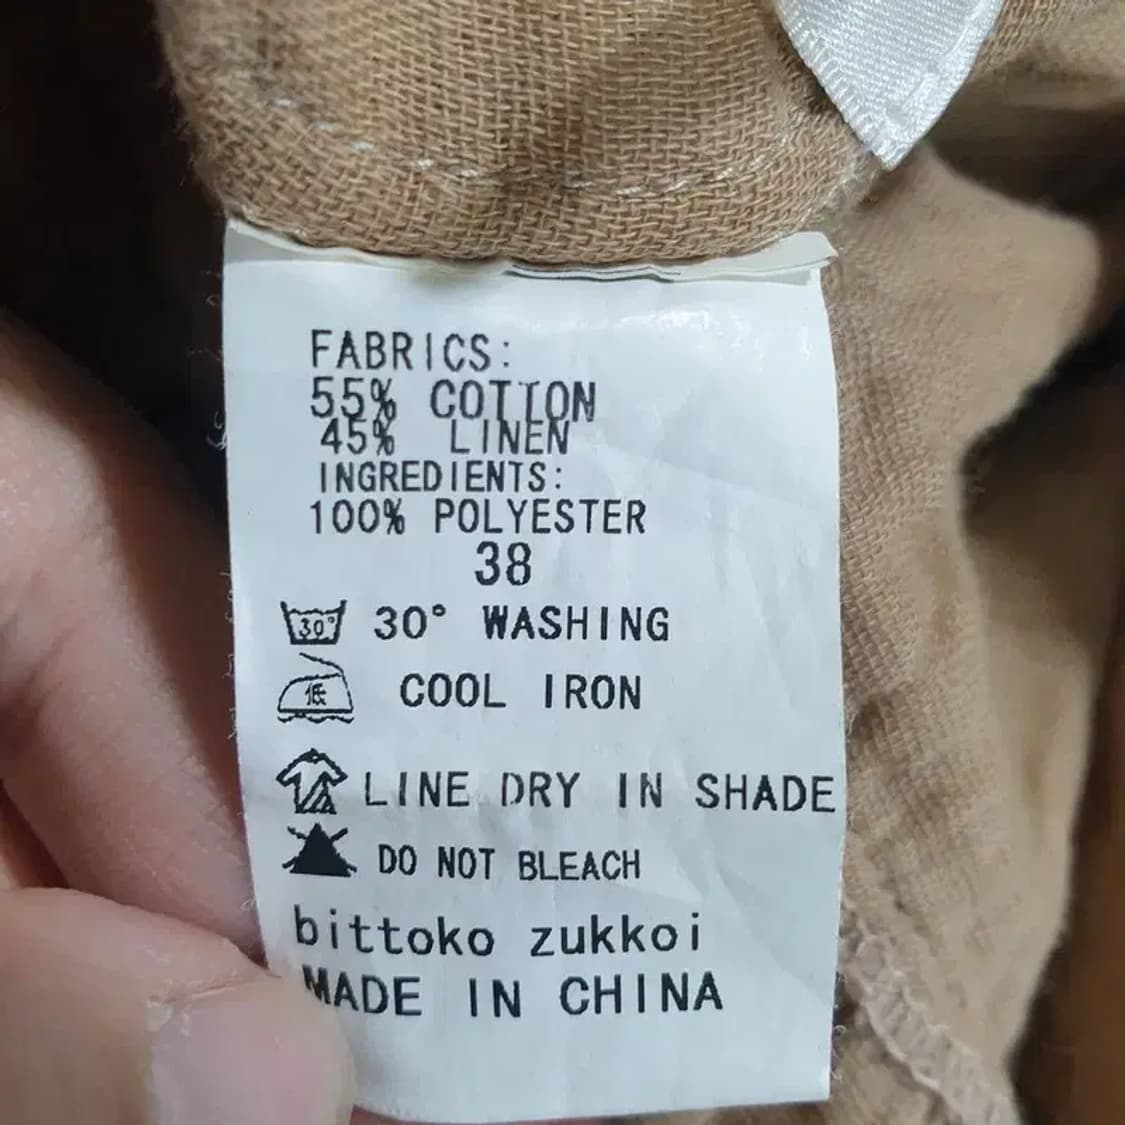 FABRICS:
55% COTTON
45% LINEN
INGREDIENTS:
100% POLYESTER
38
30° 30° WASHING
低 COOL IRON
LINE DRY IN SHADE
DO NOT BLEACH
bittoko zukkoi
MADE IN CHINA